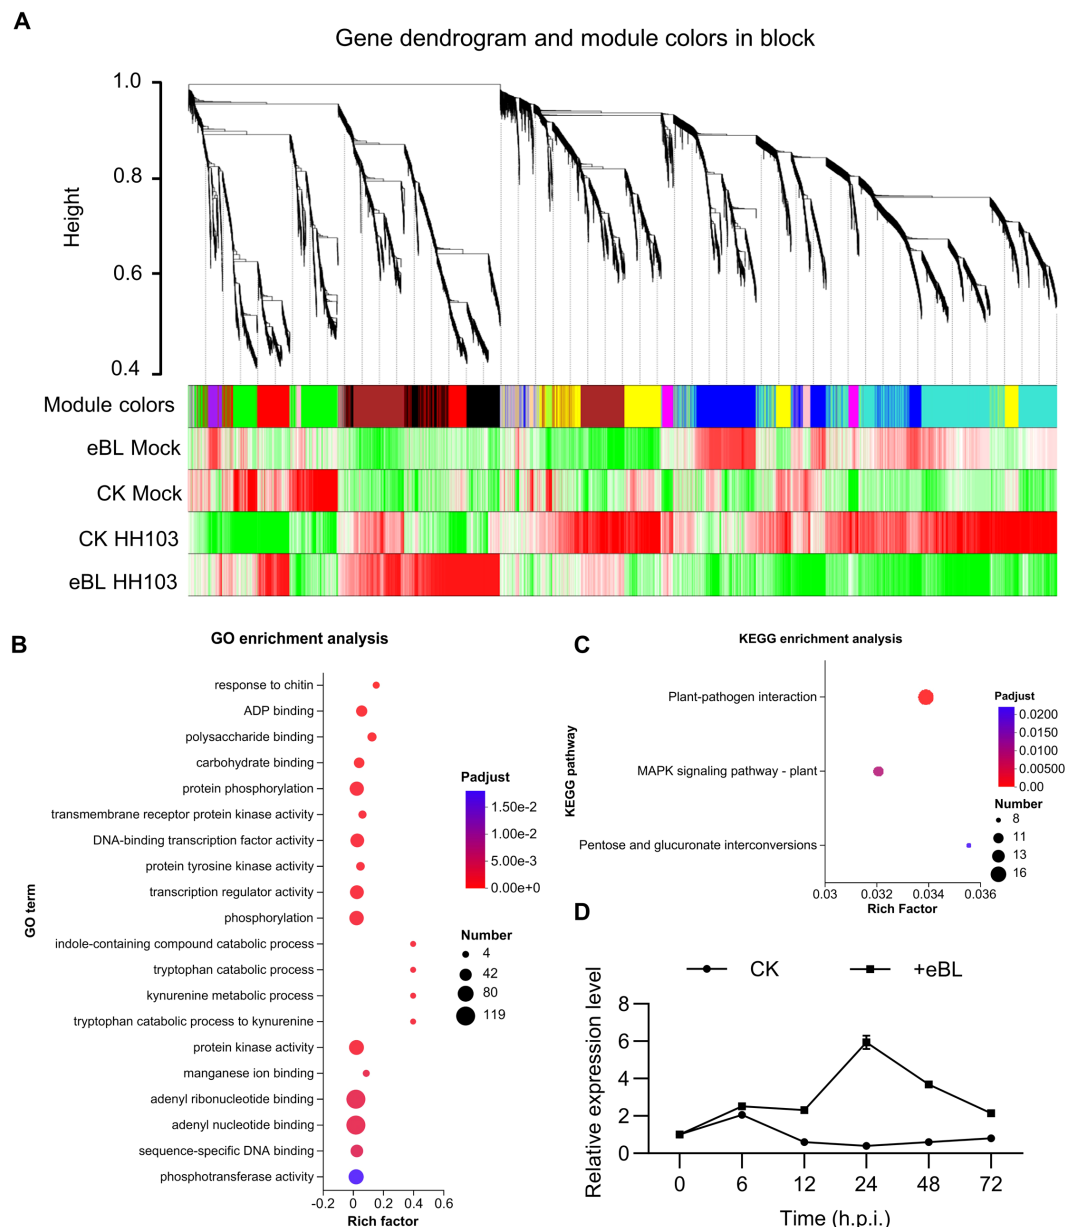 A
Gene dendrogram and module colors in block
1.0
0.8
0.6
0.4
Height
Module colors
eBL Mock
CK Mock
CK HH103
eBL HH103
B
GO enrichment analysis
response to chitin
ADP binding
polysaccharide binding
carbohydrate binding
protein phosphorylation
transmembrane receptor protein kinase activity
DNA-binding transcription factor activity
protein tyrosine kinase activity
transcription regulator activity
phosphorylation
indole-containing compound catabolic process
tryptophan catabolic process
kynurenine metabolic process
tryptophan catabolic process to kynurenine
protein kinase activity
manganese ion binding
adenyl ribonucleotide binding
adenyl nucleotide binding
sequence-specific DNA binding
phosphotransferase activity
GO term
-0.2 0 0.2 0.4 0.6
Rich factor
Padjust
1.50e-2
1.00e-2
5.00e-3
0.00e+0
Number
4
42
80
119
C
KEGG enrichment analysis
Plant-pathogen interaction
MAPK signaling pathway - plant
Pentose and glucuronate interconversions
KEGG pathway
0.03 0.032 0.034 0.036
Rich Factor
Padjust
0.0200
0.0150
0.0100
0.00500
0.00
Number
8
11
13
16
D
CK +eBL
8
6
4
2
0
Relative expression level
0 6 12 24 48 72
Time (h.p.i.)